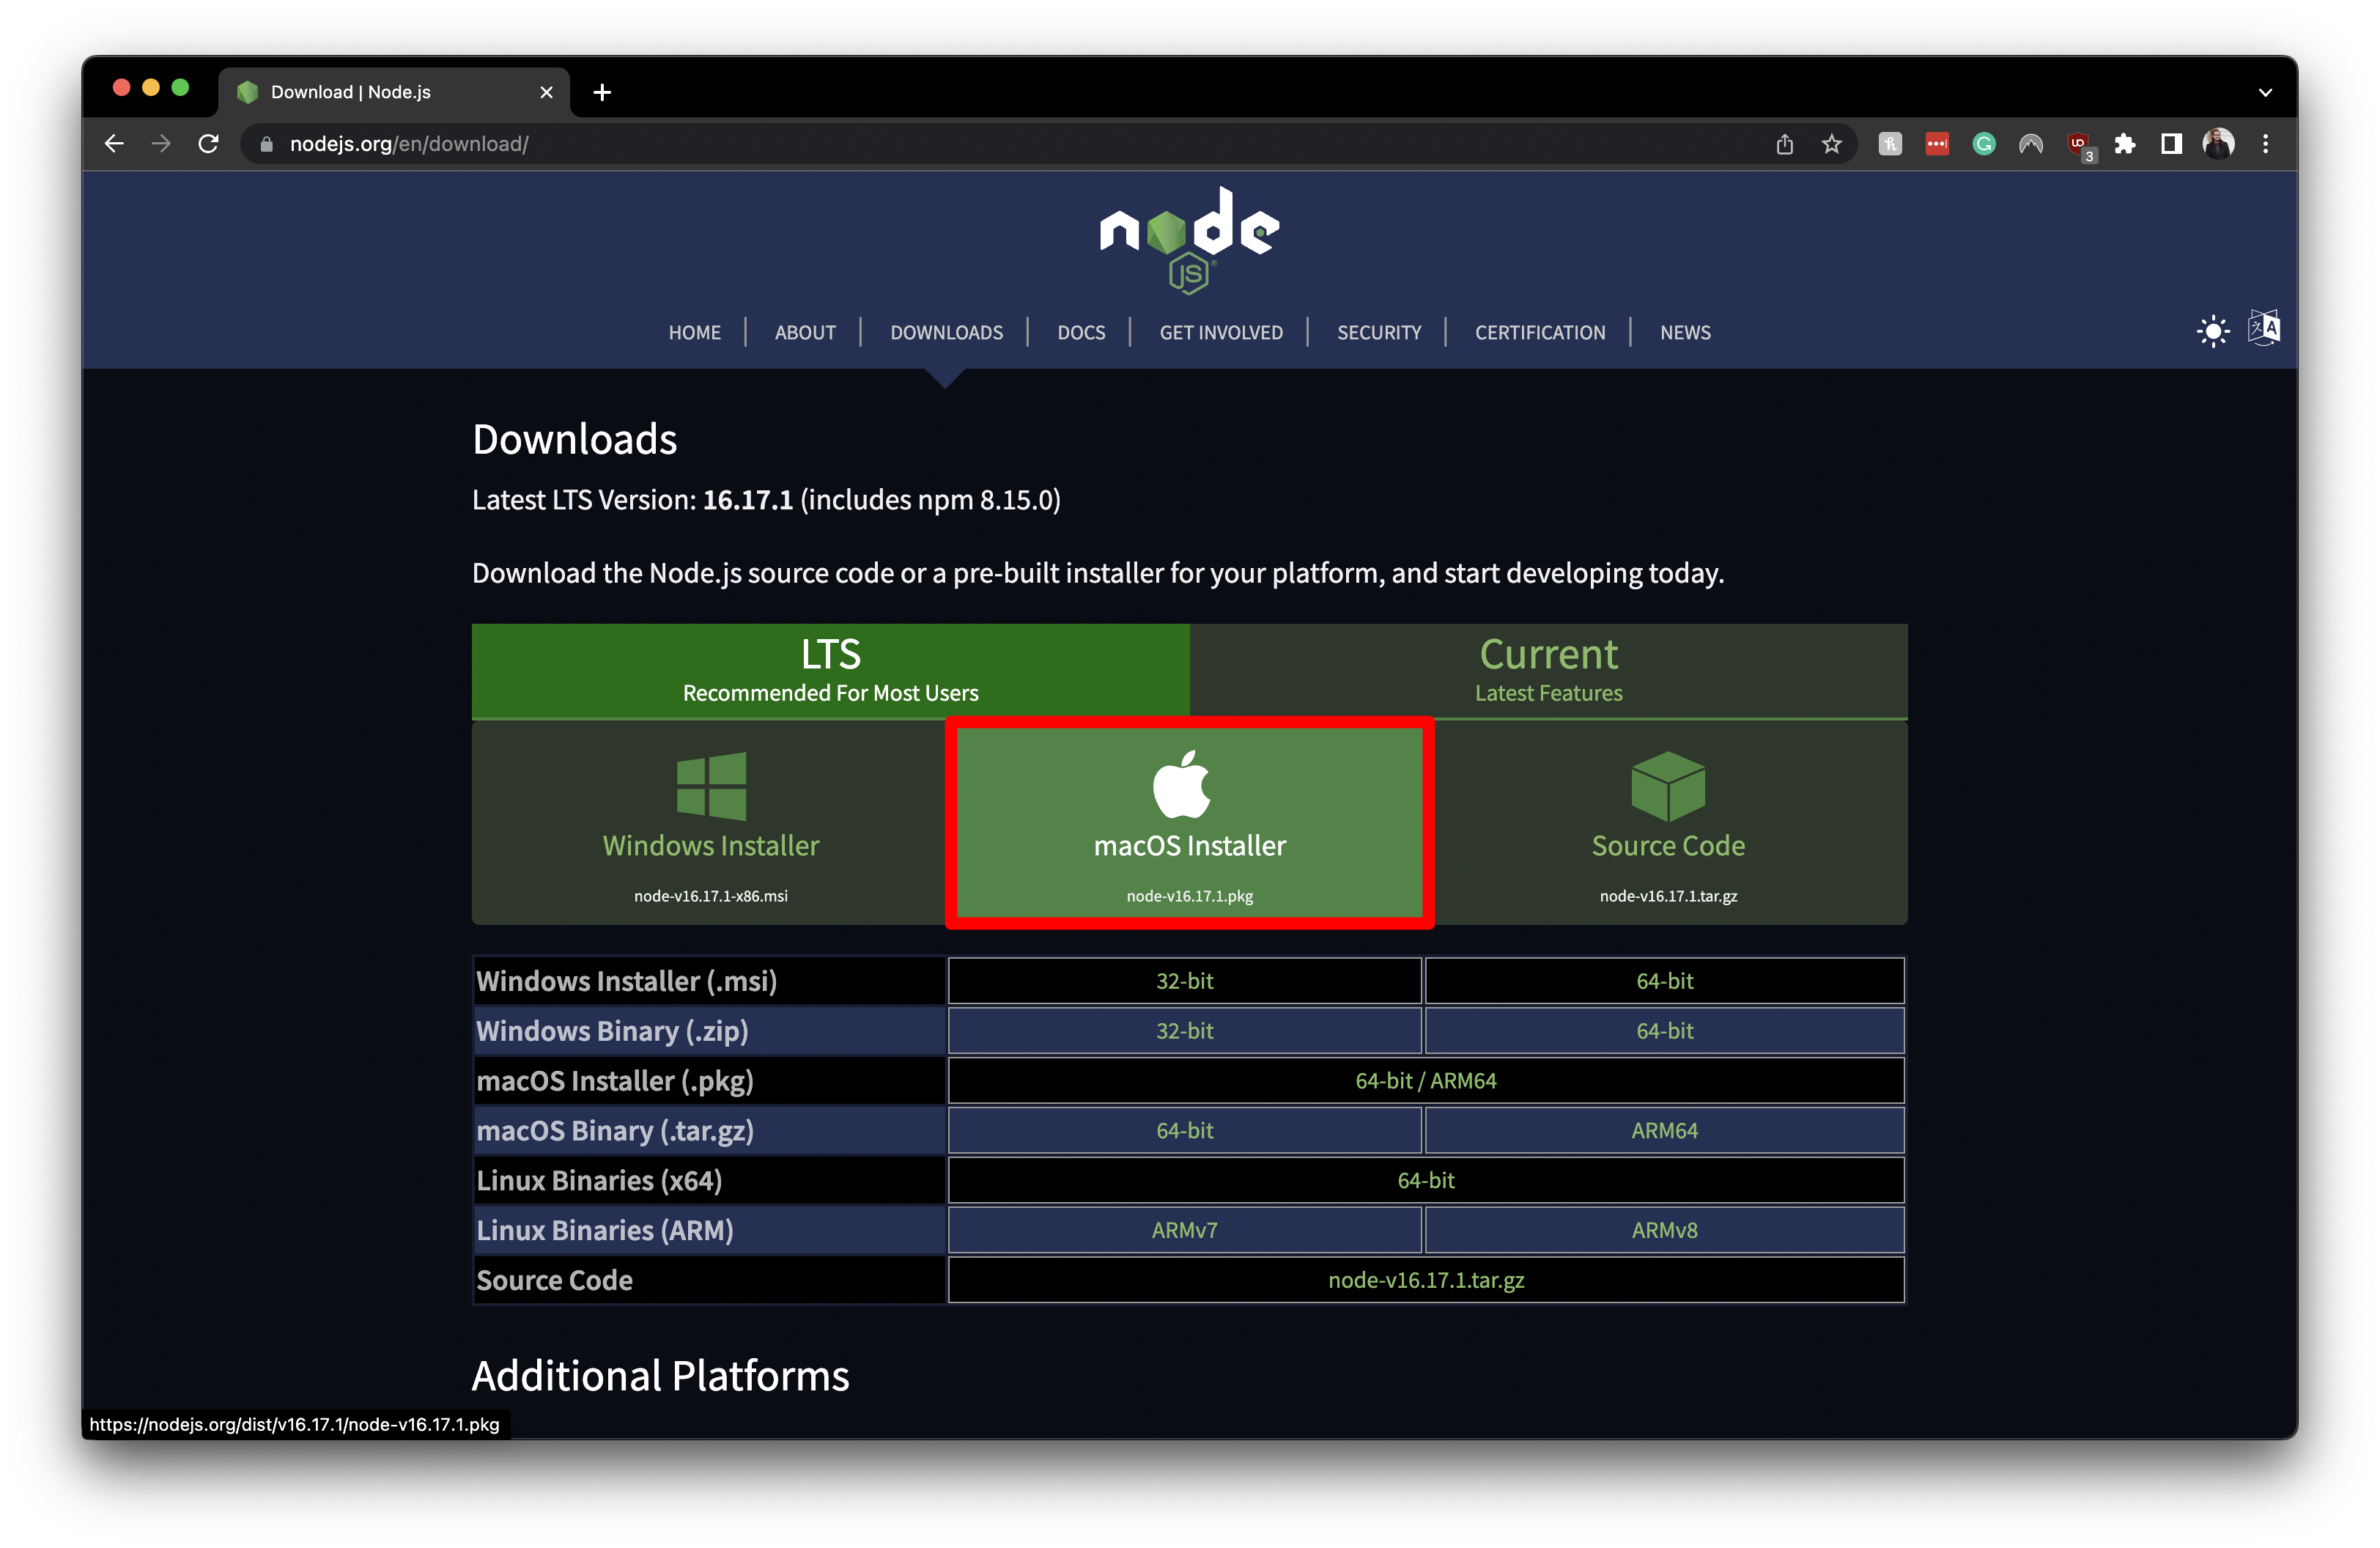 Download | Node.js
nodejs.org/en/download/
3
node
JS
HOME ABOUT DOWNLOADS DOCS GET INVOLVED SECURITY CERTIFICATION NEWS
Downloads
Latest LTS Version: 16.17.1 (includes npm 8.15.0)
Download the Node.js source code or a pre-built installer for your platform, and start developing today.
LTS
Recommended For Most Users
Current
Latest Features
Windows Installer
node-v16.17.1-x86.msi
macOS Installer
node-v16.17.1.pkg
Source Code
node-v16.17.1.tar.gz
Windows Installer (.msi) 32-bit 64-bit
Windows Binary (.zip) 32-bit 64-bit
macOS Installer (.pkg) 64-bit / ARM64
macOS Binary (.tar.gz) 64-bit ARM64
Linux Binaries (x64) 64-bit
Linux Binaries (ARM) ARMv7 ARMv8
Source Code node-v16.17.1.tar.gz
Additional Platforms
https://nodejs.org/dist/v16.17.1/node-v16.17.1.pkg